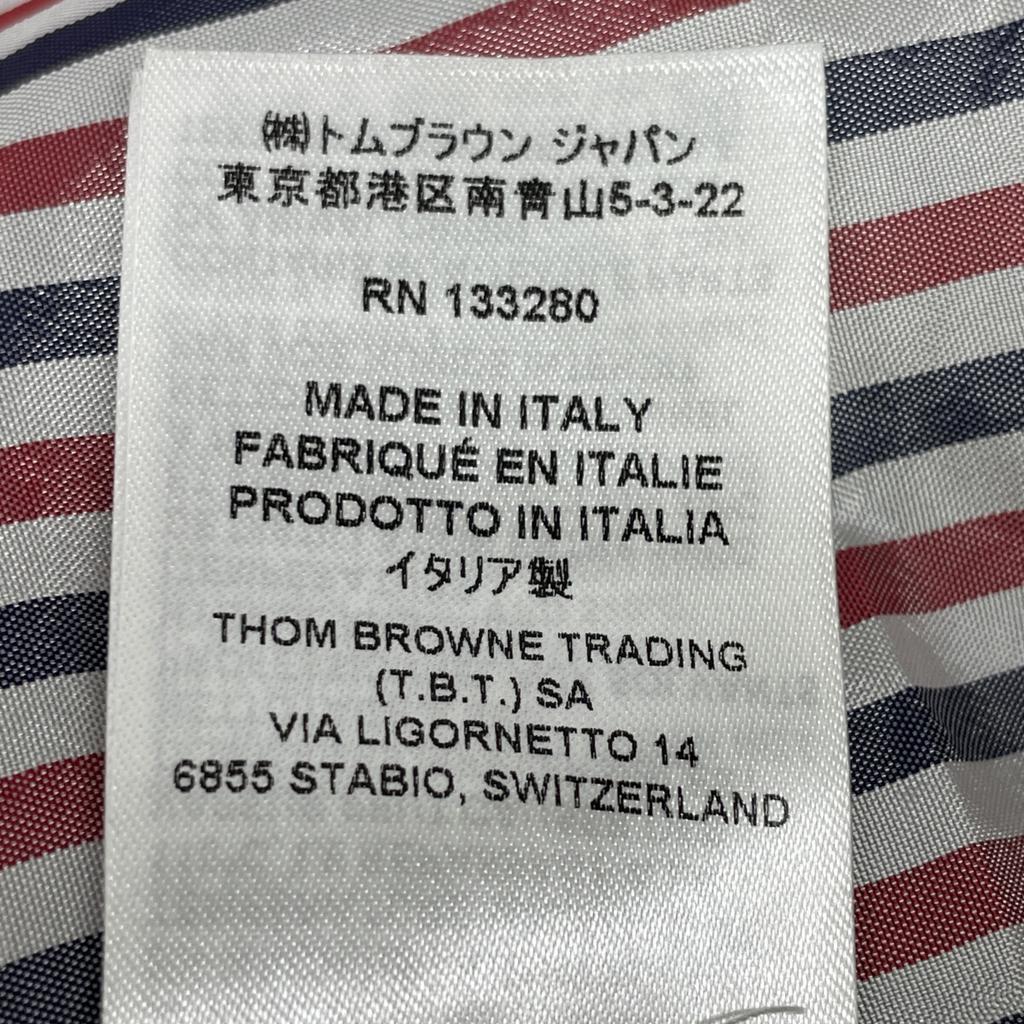 ㈱トムブラウン ジャパン
東京都港区南青山5-3-22
RN 133280
MADE IN ITALY
FABRIQUÉ EN ITALIE
PRODOTTO IN ITALIA
イタリア製
THOM BROWNE TRADING
(T.B.T.) SA
VIA LIGORNETTO 14
6855 STABIO, SWITZERLAND